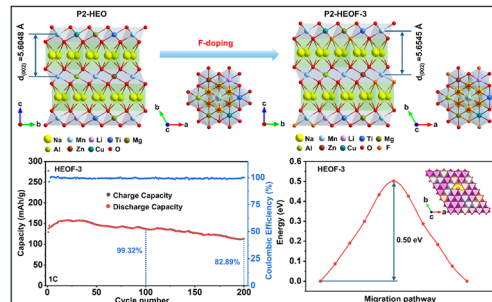 P2-HEO
F-doping
P2-HEOF-3
d(002) =5.6048 Å
d(002) =5.6545 Å
c
b
b
c
a
c
b
b
c
a
Na Mn Li Ti Mg
Al Zn Cu O
Na Mn Li Ti Mg
Al Zn Cu O F
HEOF-3
Charge Capacity
Discharge Capacity
99.32%
82.89%
1C
Capacity (mAh/g)
300
250
200
150
100
50
0
Coulombic Efficiency (%)
100
75
50
25
0
0 50 100 150 200
Cycle number
HEOF-3
b
c
a
0.50 eV
Energy (eV)
0.5
0.4
0.3
0.2
0.1
0.0
Migration pathway